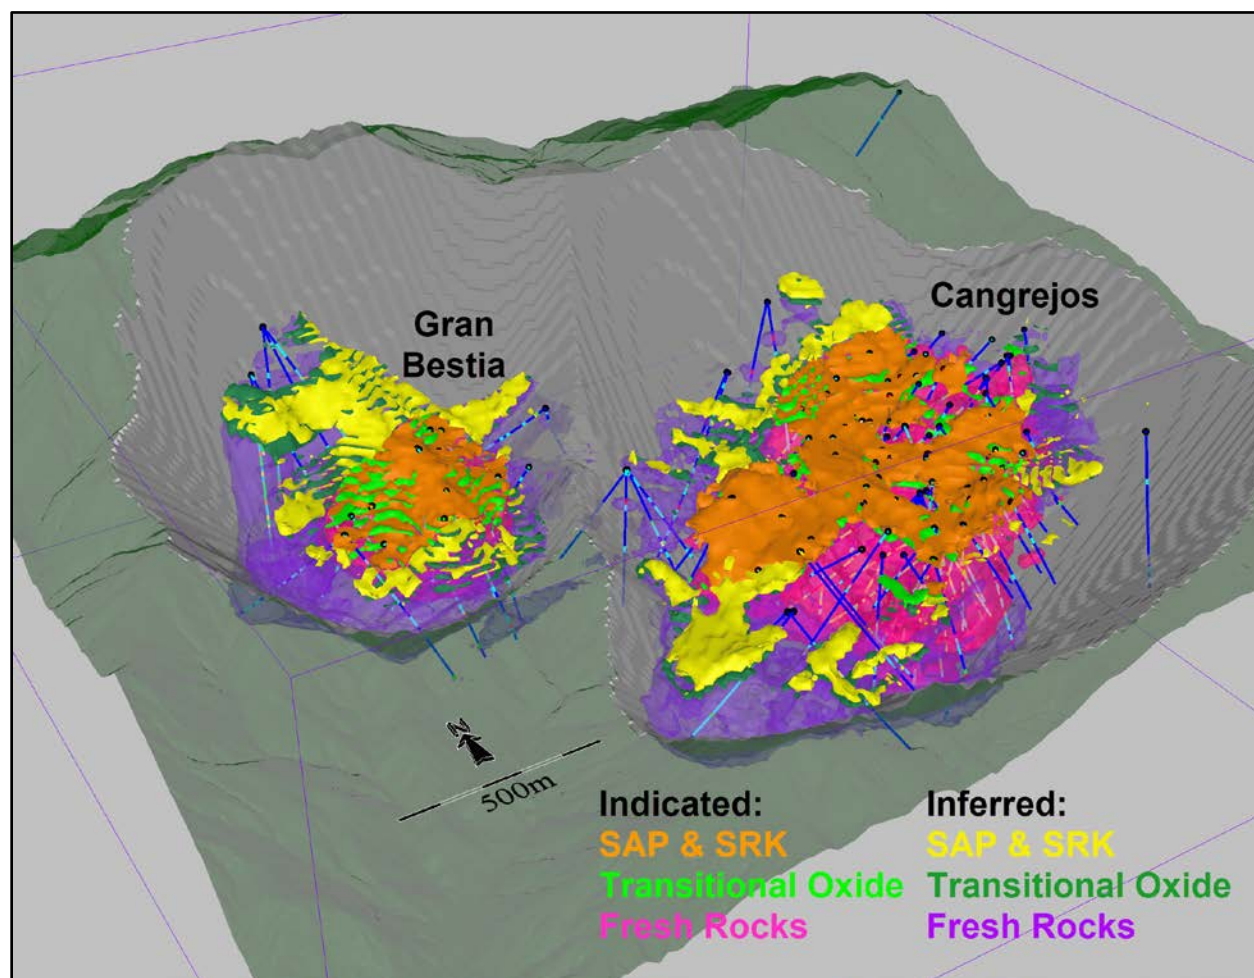 Gran
Bestia
Cangrejos
N
500m
Indicated:
SAP & SRK
Transitional Oxide
Fresh Rocks
Inferred:
SAP & SRK
Transitional Oxide
Fresh Rocks